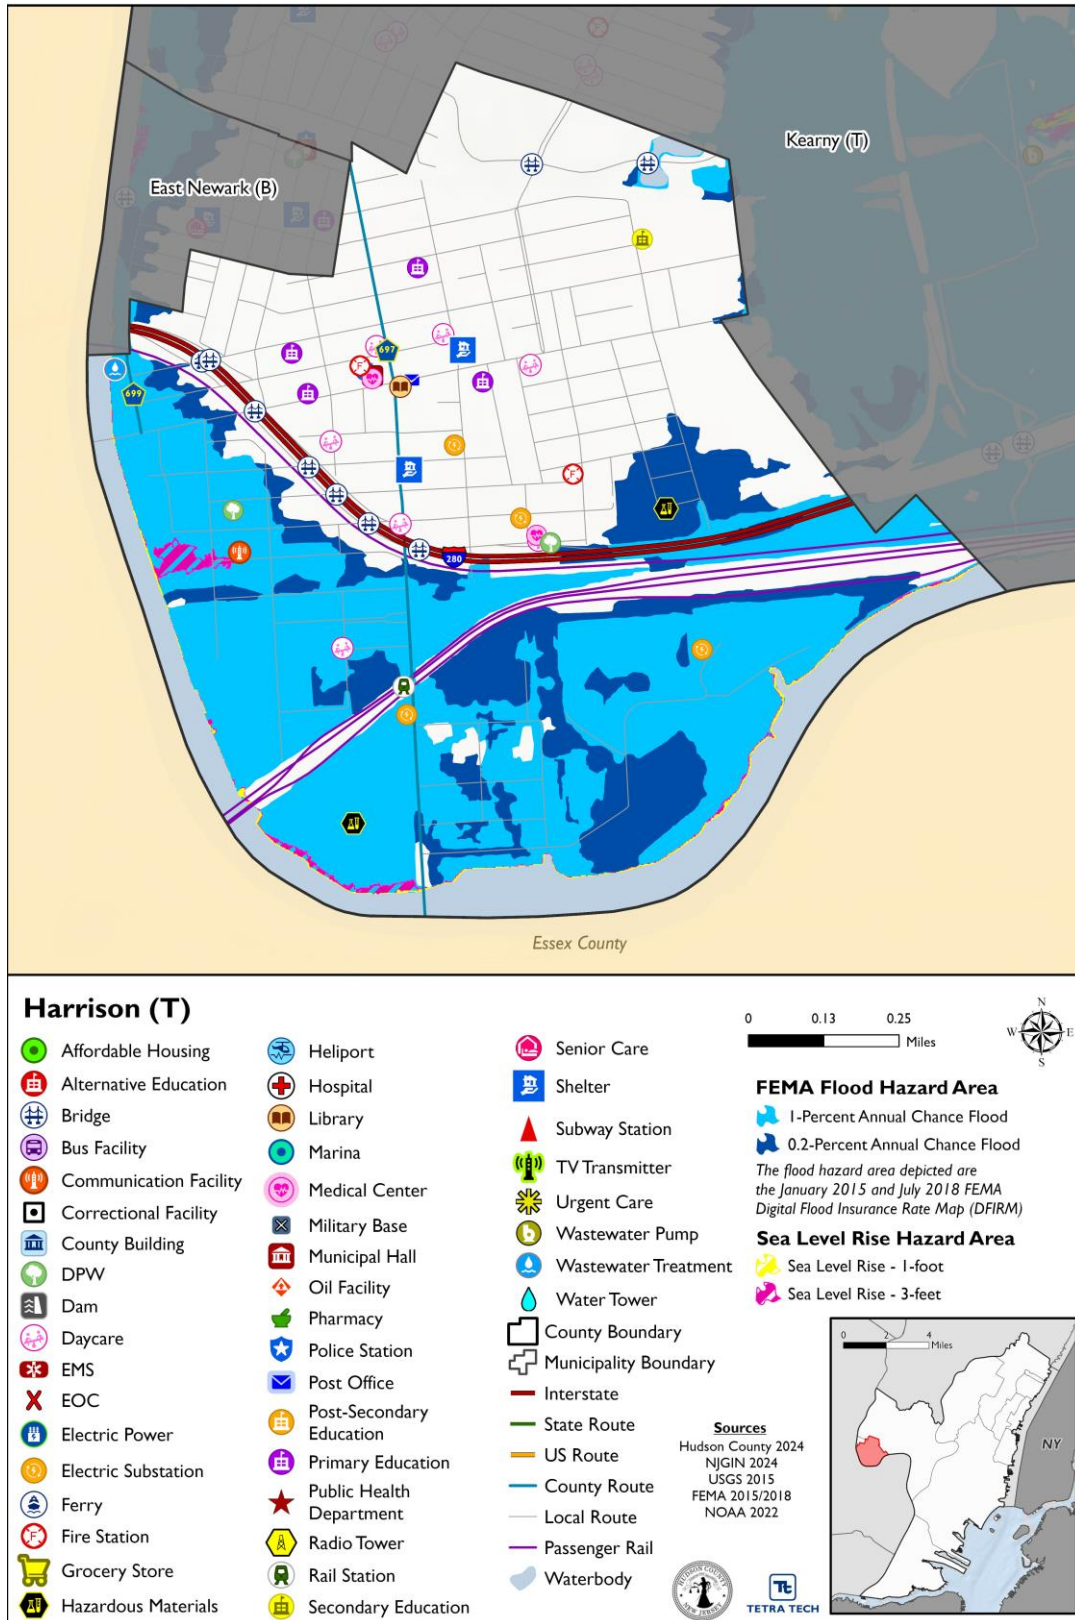 Kearny (T)
East Newark (B)
697
699
280
Essex County
Harrison (T)
Affordable Housing
Alternative Education
Bridge
Bus Facility
Communication Facility
Correctional Facility
County Building
DPW
Dam
Daycare
EMS
EOC
Electric Power
Electric Substation
Ferry
Fire Station
Grocery Store
Hazardous Materials
Heliport
Hospital
Library
Marina
Medical Center
Military Base
Municipal Hall
Oil Facility
Pharmacy
Police Station
Post Office
Post-Secondary
Education
Primary Education
Public Health
Department
Radio Tower
Rail Station
Secondary Education
Senior Care
Shelter
Subway Station
TV Transmitter
Urgent Care
Wastewater Pump
Wastewater Treatment
Water Tower
County Boundary
Municipality Boundary
Interstate
State Route
US Route
County Route
Local Route
Passenger Rail
Waterbody
0 0.13 0.25
Miles
N
W E
S
FEMA Flood Hazard Area
1-Percent Annual Chance Flood
0.2-Percent Annual Chance Flood
The flood hazard area depicted are
the January 2015 and July 2018 FEMA
Digital Flood Insurance Rate Map (DFIRM)
Sea Level Rise Hazard Area
Sea Level Rise - 1-foot
Sea Level Rise - 3-feet
0 2 4
Miles
NY
Sources
Hudson County 2024
NJGIN 2024
USGS 2015
FEMA 2015/2018
NOAA 2022
HUDSON COUNTY
NEW JERSEY
Tt
TETRA TECH